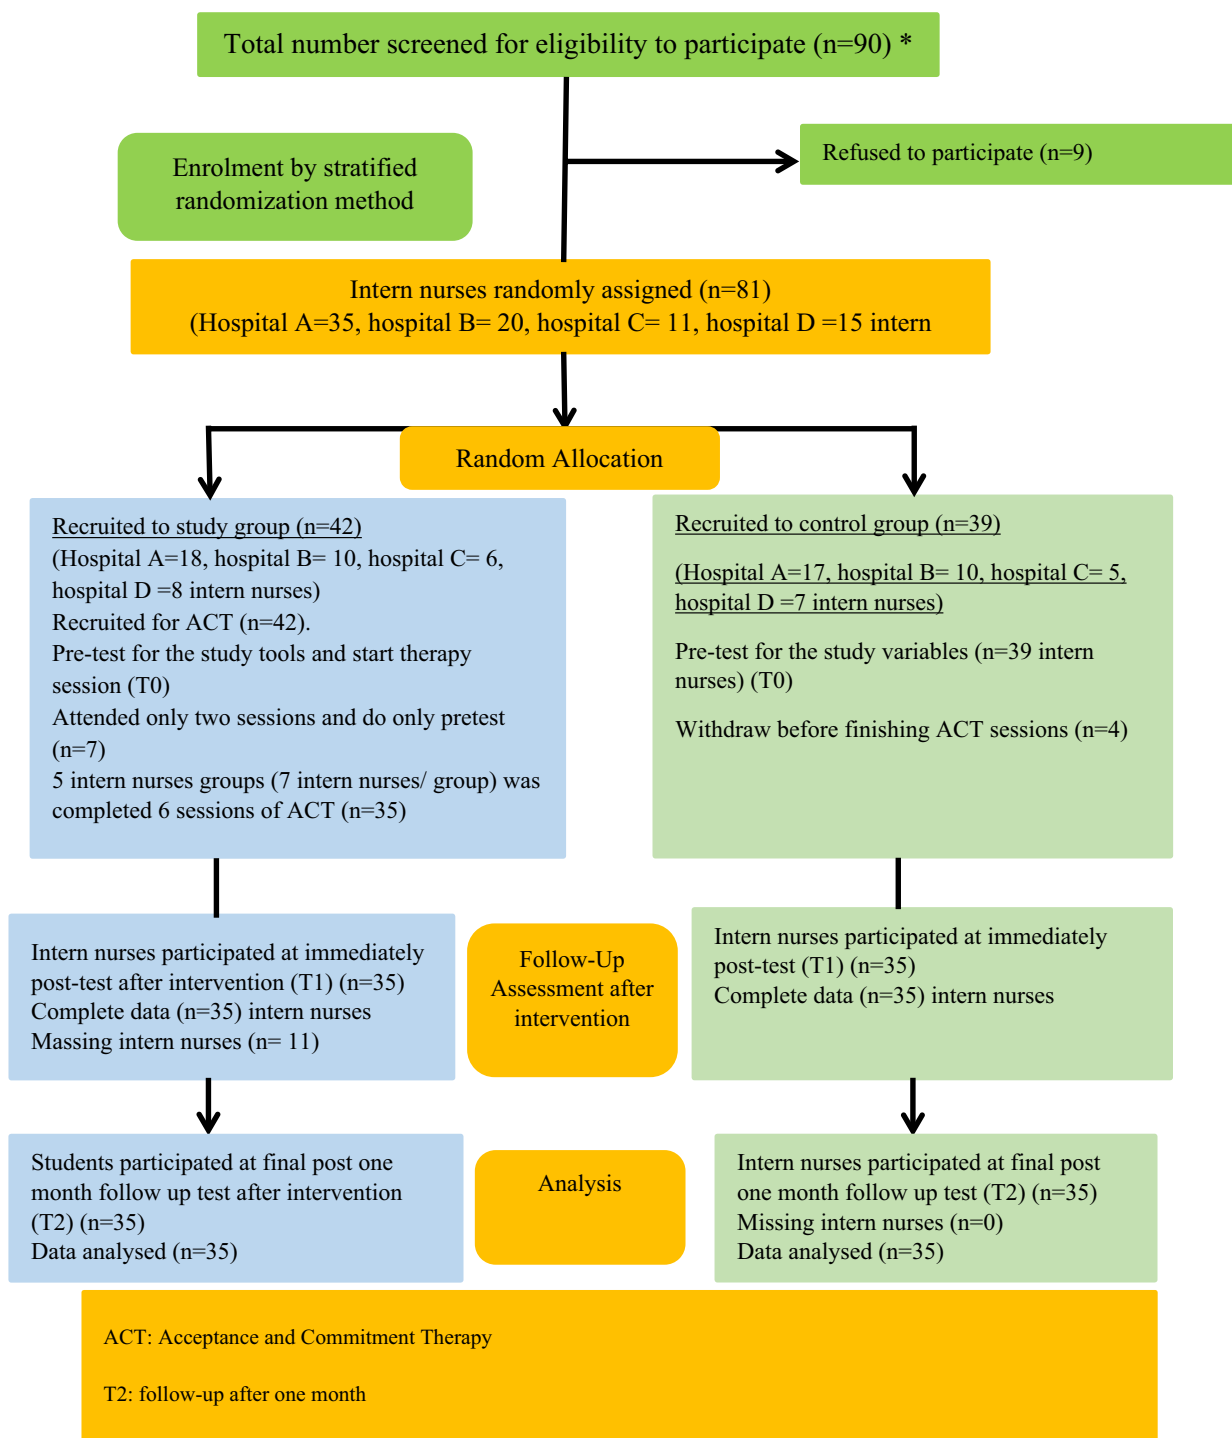 Total number screened for eligibility to participate (n=90) *
Refused to participate (n=9)
Enrolment by stratified
randomization method
Intern nurses randomly assigned (n=81)
(Hospital A=35, hospital B= 20, hospital C= 11, hospital D =15 intern
Random Allocation
Recruited to study group (n=42)
(Hospital A=18, hospital B= 10, hospital C= 6,
hospital D =8 intern nurses)
Recruited for ACT (n=42).
Pre-test for the study tools and start therapy
session (T0)
Attended only two sessions and do only pretest
(n=7)
5 intern nurses groups (7 intern nurses/ group) was
completed 6 sessions of ACT (n=35)
Recruited to control group (n=39)
(Hospital A=17, hospital B= 10, hospital C= 5,
hospital D =7 intern nurses)
Pre-test for the study variables (n=39 intern
nurses) (T0)
Withdraw before finishing ACT sessions (n=4)
Intern nurses participated at immediately
post-test after intervention (T1) (n=35)
Complete data (n=35) intern nurses
Massing intern nurses (n= 11)
Follow-Up
Assessment after
intervention
Intern nurses participated at immediately
post-test (T1) (n=35)
Complete data (n=35) intern nurses
Students participated at final post one
month follow up test after intervention
(T2) (n=35)
Data analysed (n=35)
Analysis
Intern nurses participated at final post
one month follow up test (T2) (n=35)
Missing intern nurses (n=0)
Data analysed (n=35)
ACT: Acceptance and Commitment Therapy
T2: follow-up after one month